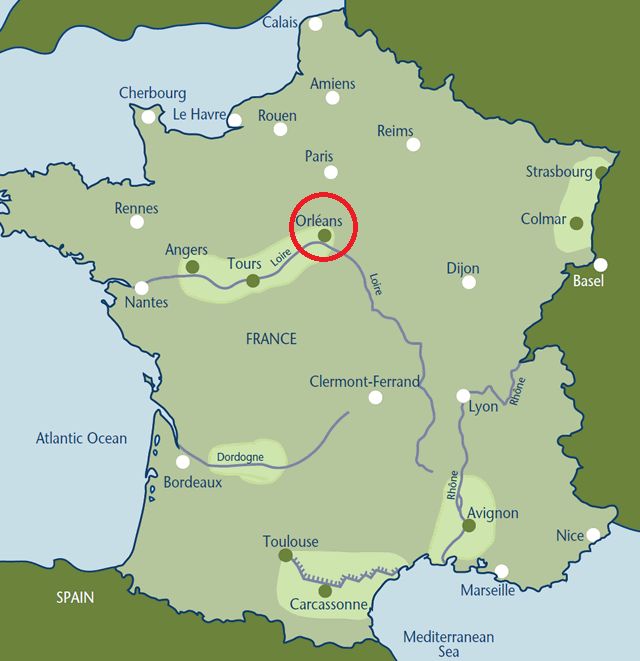 Calais
Amiens
Cherbourg
Le Havre
Rouen
Reims
Paris
Strasbourg
Rennes
Orléans
Colmar
Angers
Tours
Loire
Loire
Dijon
Basel
Nantes
FRANCE
Clermont-Ferrand
Rhône
Lyon
Atlantic Ocean
Dordogne
Bordeaux
Rhône
Avignon
Toulouse
Nice
Marseille
SPAIN
Carcassonne
Mediterranean
Sea